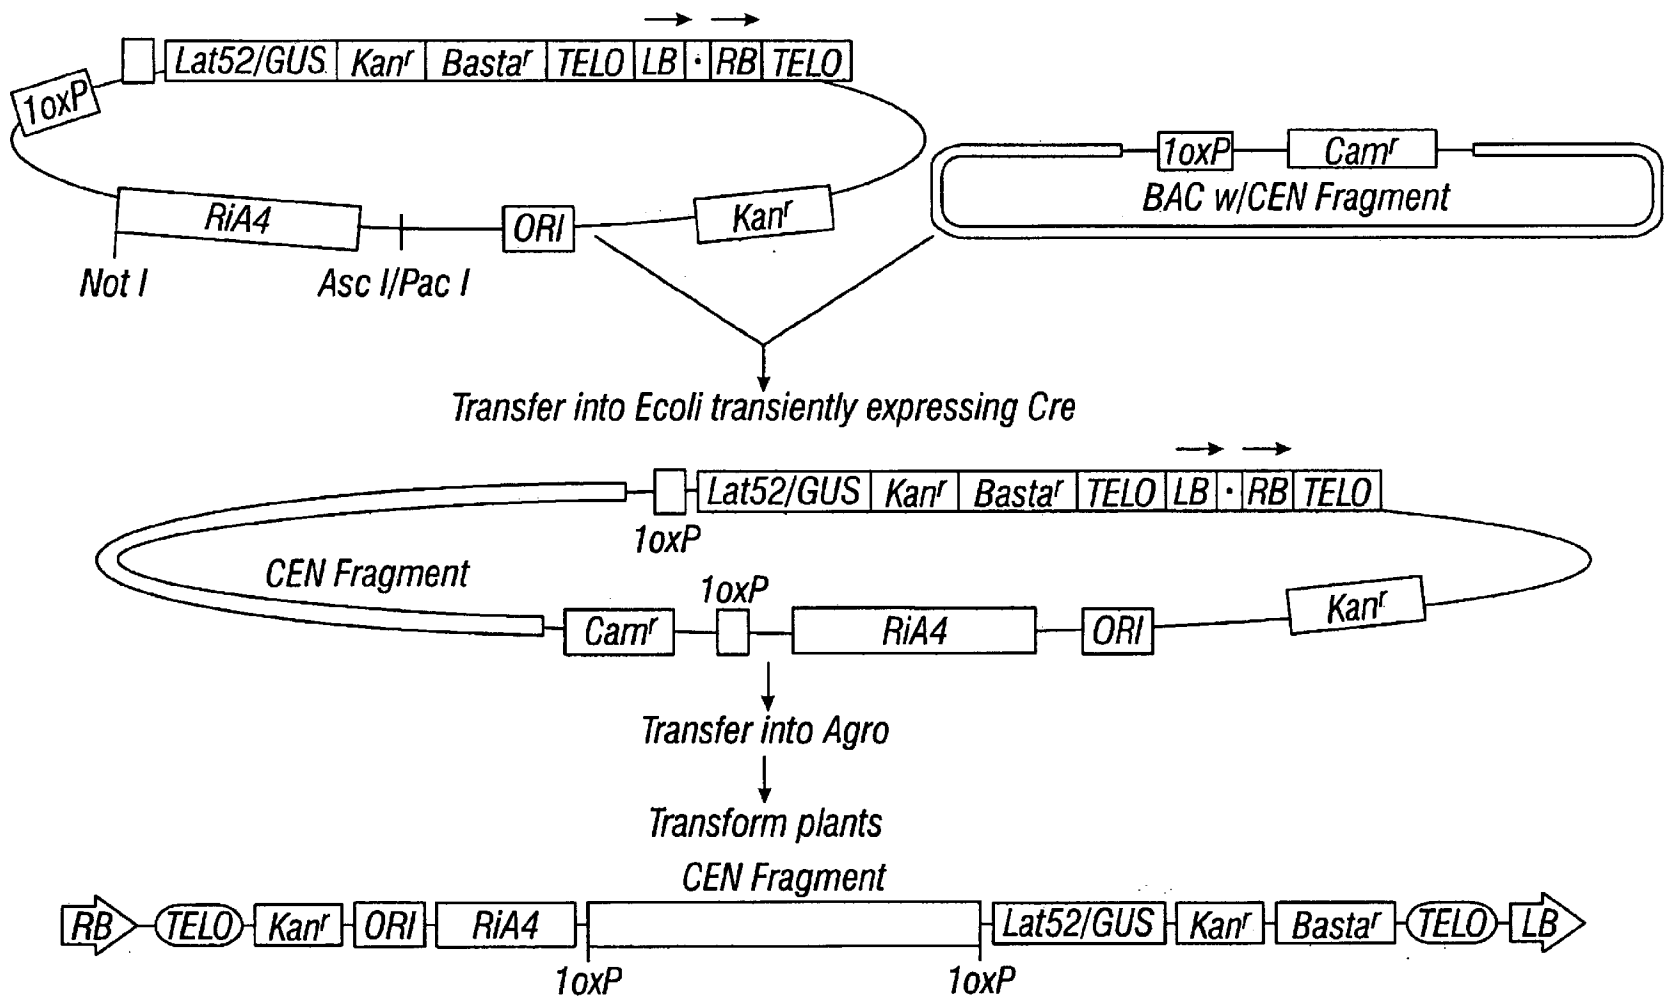 Lat52/GUS Kanʳ Bastaʳ TELO LB · RB TELO
1oxP
1oxP Camʳ
BAC w/CEN Fragment
RiA4 ORI Kanʳ
Not I Asc I/Pac I
Transfer into Ecoli transiently expressing Cre
Lat52/GUS Kanʳ Bastaʳ TELO LB · RB TELO
1oxP
CEN Fragment
1oxP
Camʳ RiA4 ORI Kanʳ
Transfer into Agro
Transform plants
CEN Fragment
RB TELO Kanʳ ORI RiA4 Lat52/GUS Kanʳ Bastaʳ TELO LB
1oxP 1oxP